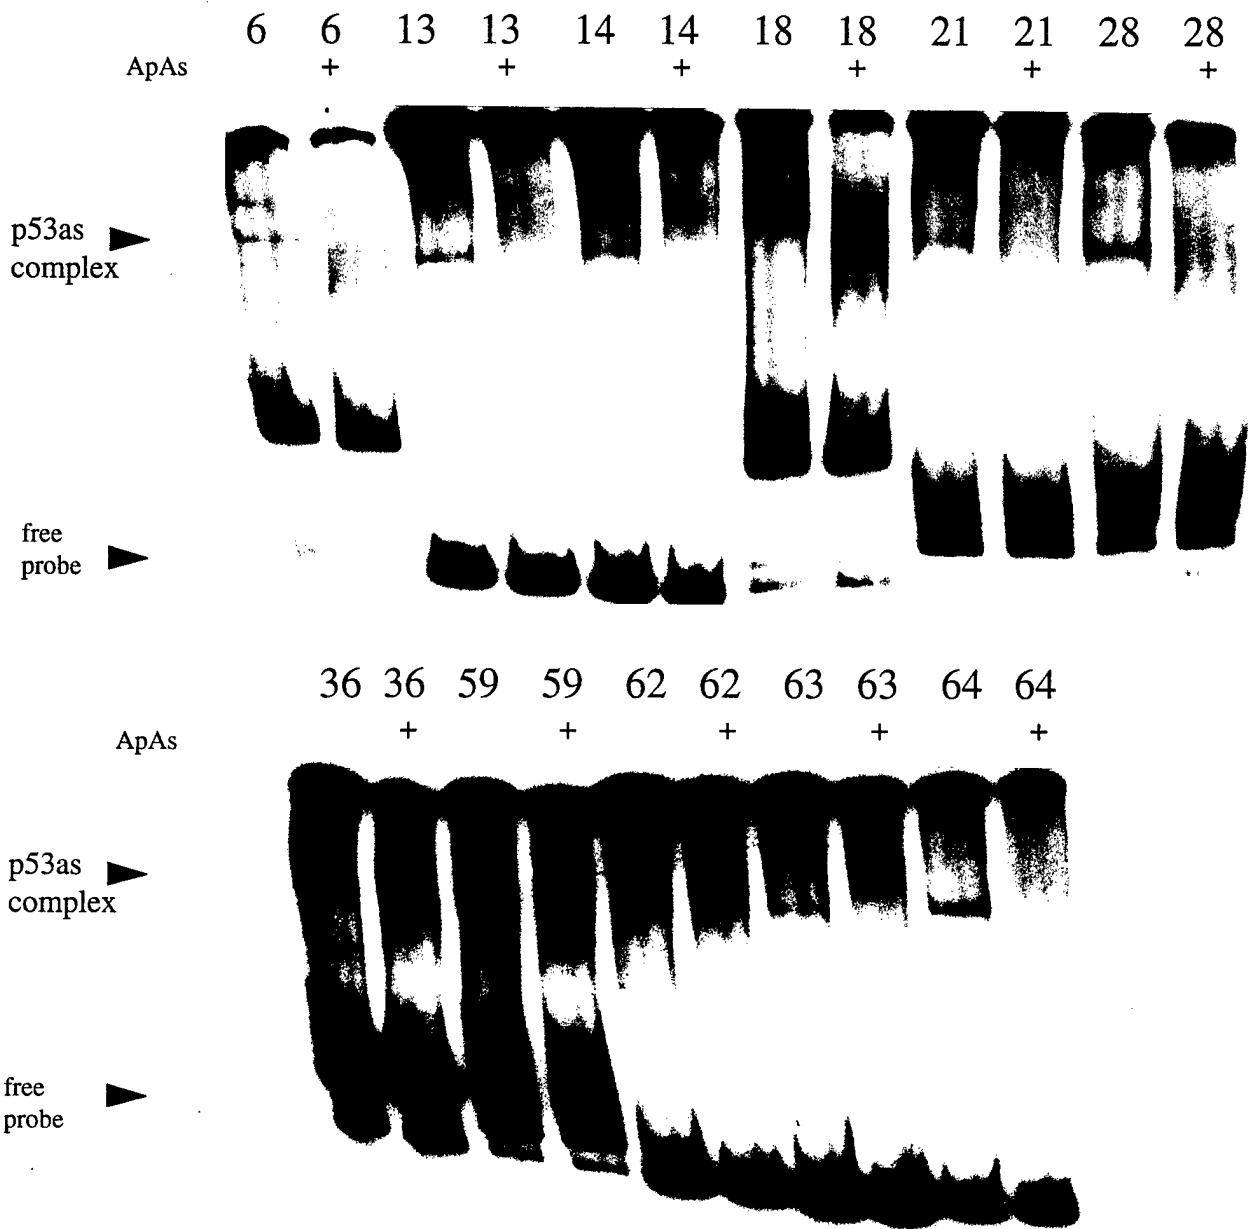 6 6 13 13 14 14 18 18 21 21 28 28
ApAs + + + + + +
p53as
complex
free
probe
36 36 59 59 62 62 63 63 64 64
ApAs + + + + +
p53as
complex
free
probe